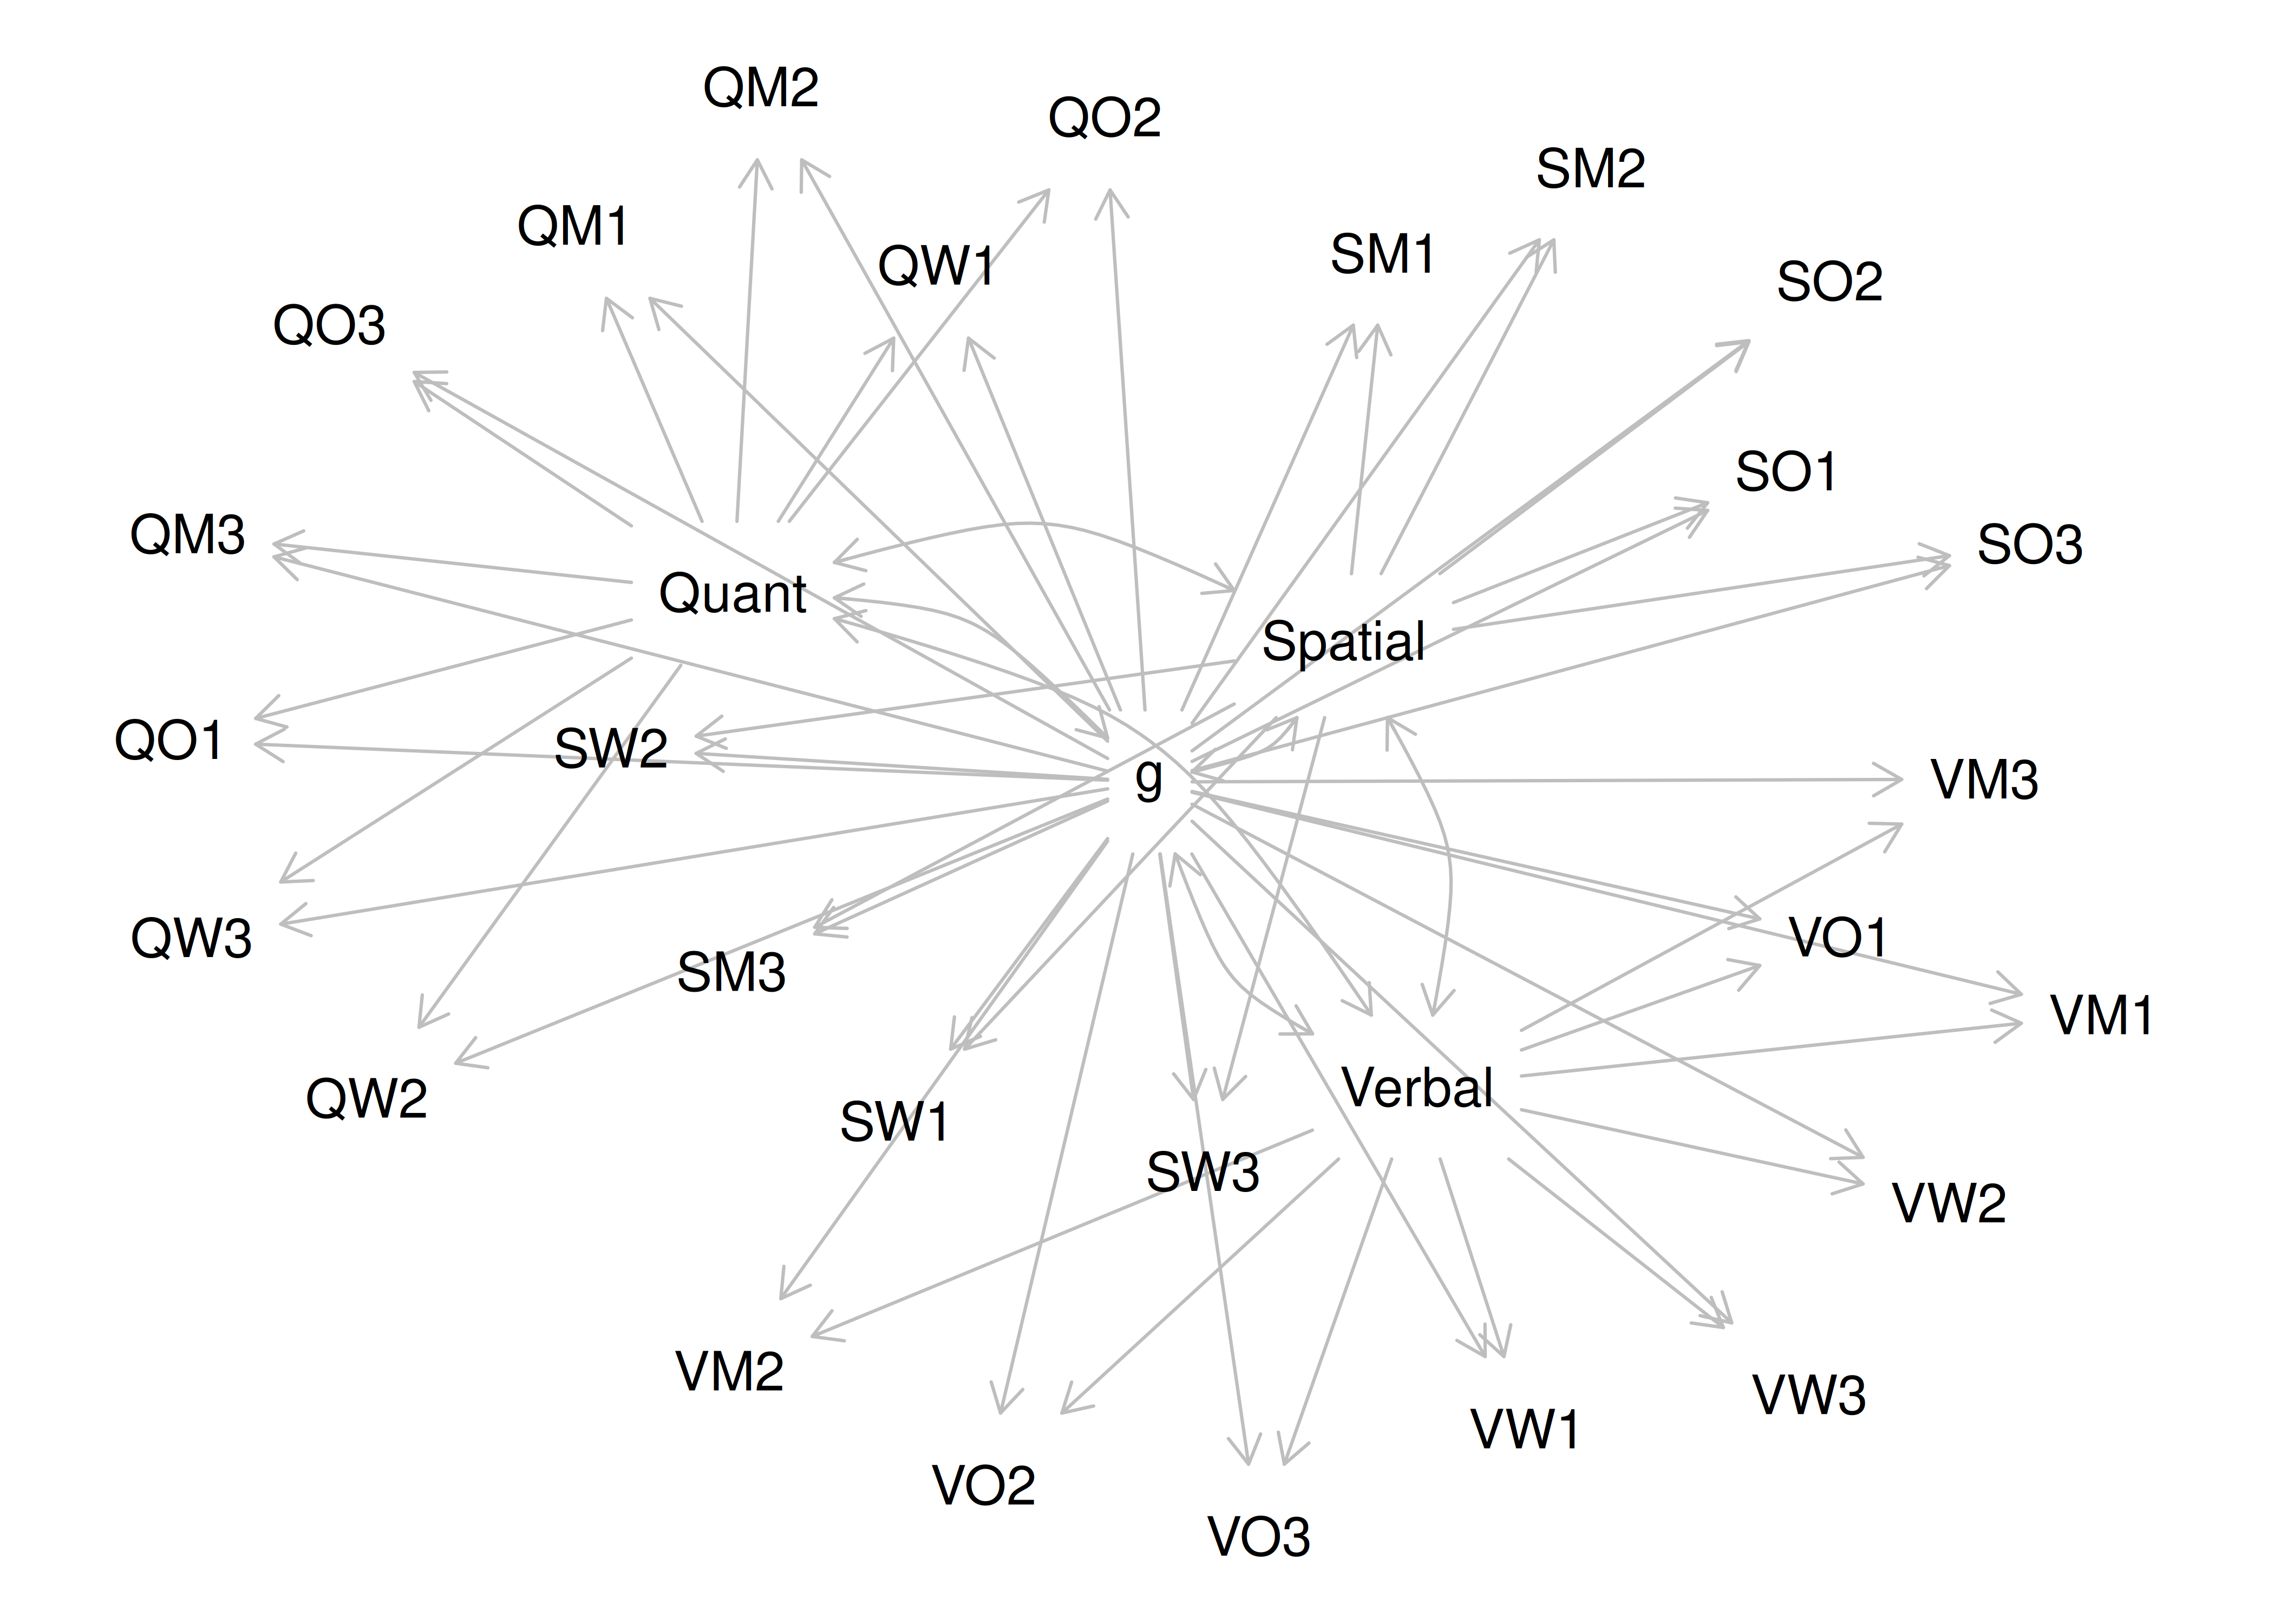 QM2
QO2
SM2
QM1
SM1
QW1
SO2
QO3
SO1
QM3
SO3
Quant
Spatial
QO1
SW2
g
VM3
QW3
VO1
SM3
VM1
Verbal
QW2
SW1
SW3
VW2
VM2
VW3
VW1
VO2
VO3